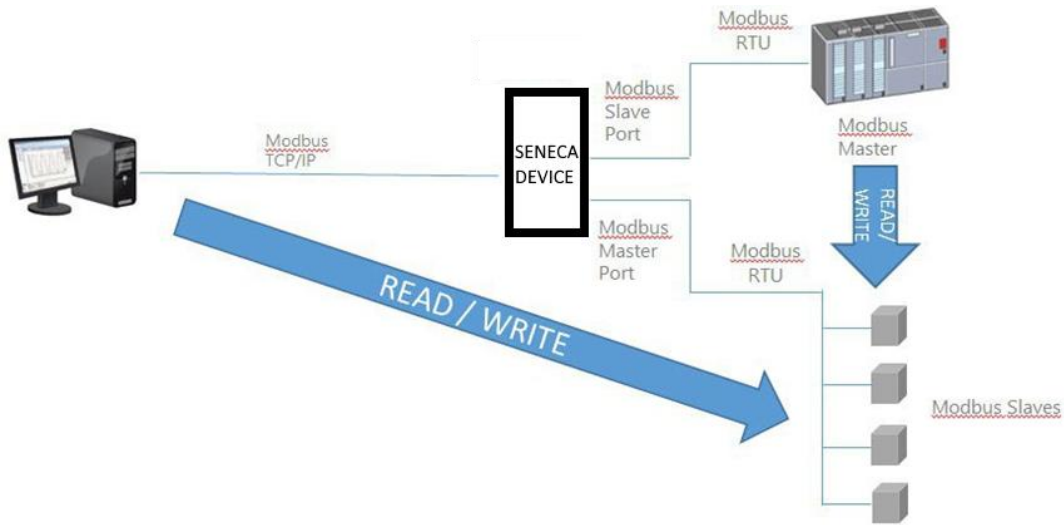 Modbus
RTU
Modbus
Slave
Port
Modbus
TCP/IP
SENECA
DEVICE
Modbus
Master
READ/
WRITE
Modbus
Master
Port
Modbus
RTU
READ / WRITE
Modbus Slaves